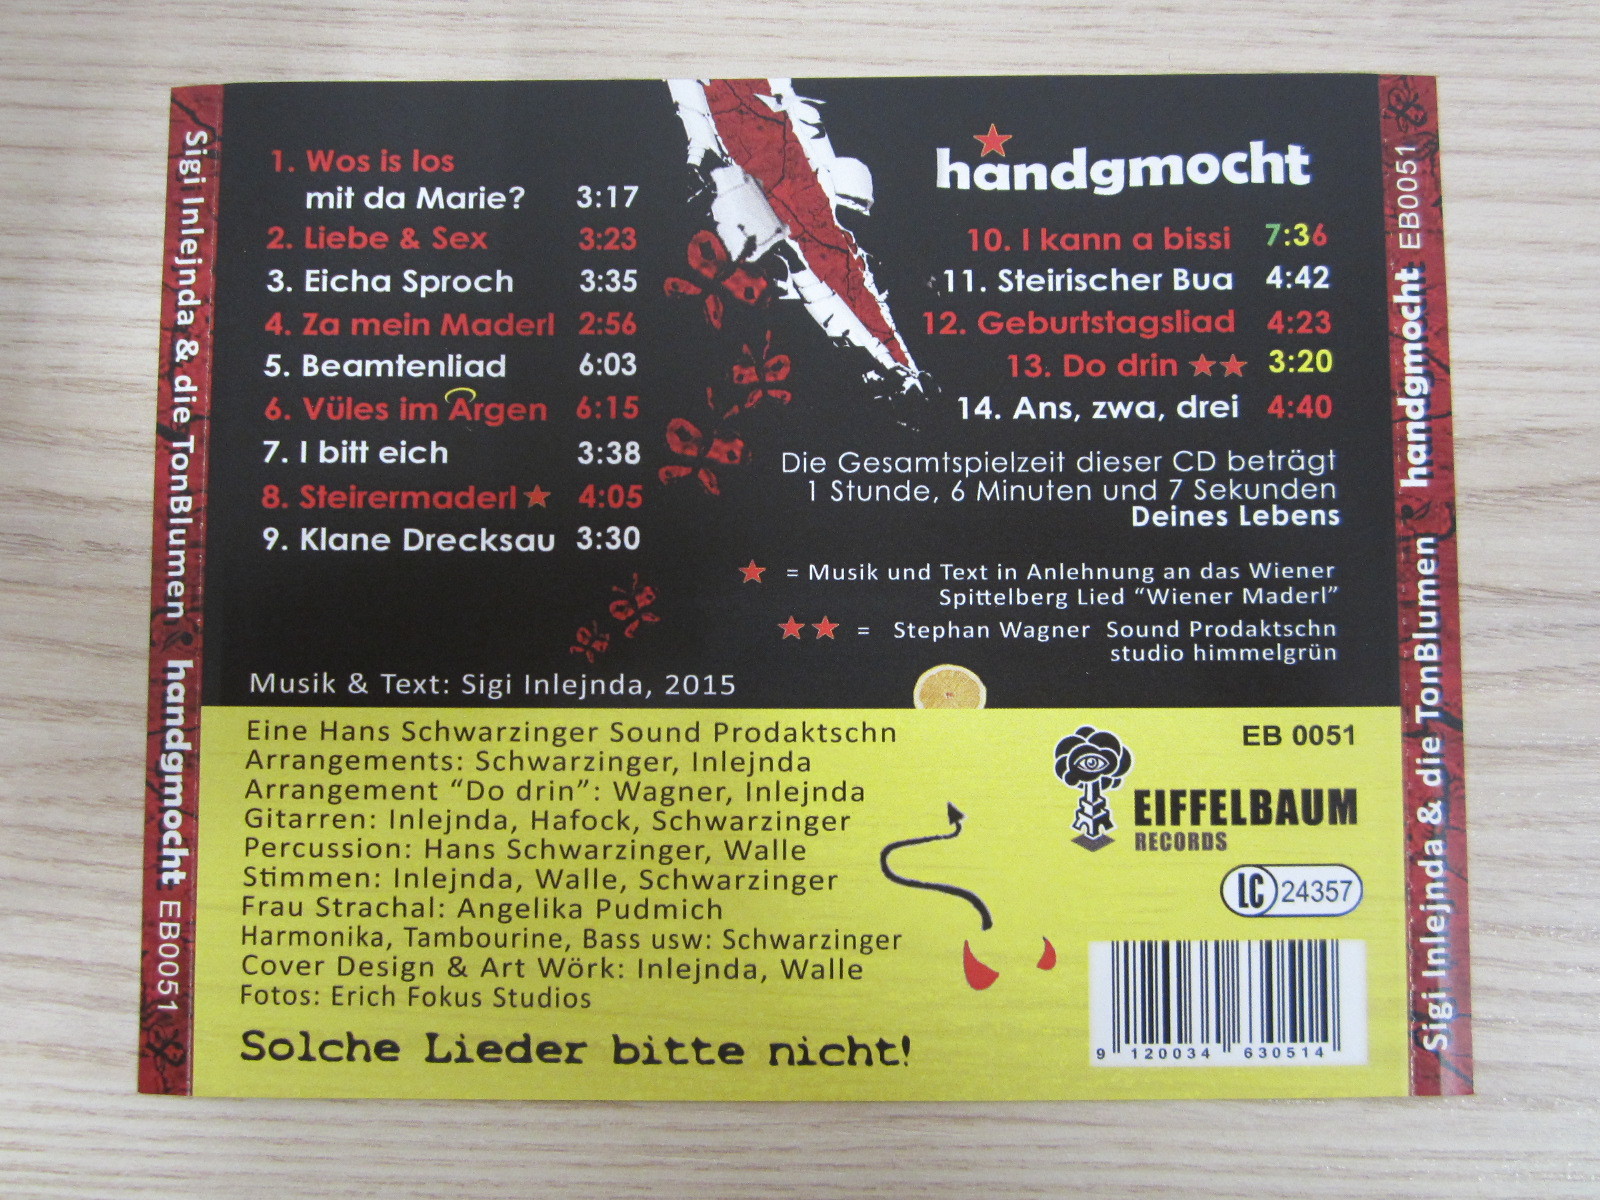 Sigi Inlejnda & die TonBlumen handgmocht EB0051
1. Wos is los
mit da Marie? 3:17
2. Liebe & Sex 3:23
3. Eicha Sproch 3:35
4. Za mein Maderl 2:56
5. Beamtenliad 6:03
6. Vüles im Argen 6:15
7. I bitt eich 3:38
8. Steirermaderl ★ 4:05
9. Klane Drecksau 3:30
handgmocht
10. I kann a bissi 7:36
11. Steirischer Bua 4:42
12. Geburtstagsliad 4:23
13. Do drin ★★ 3:20
14. Ans, zwa, drei 4:40
Die Gesamtspielzeit dieser CD beträgt
1 Stunde, 6 Minuten und 7 Sekunden
Deines Lebens
★ = Musik und Text in Anlehnung an das Wiener
Spittelberg Lied “Wiener Maderl”
★★ = Stephan Wagner Sound Prodaktschn
studio himmelgrün
Musik & Text: Sigi Inlejnda, 2015
Eine Hans Schwarzinger Sound Prodaktschn
Arrangements: Schwarzinger, Inlejnda
Arrangement “Do drin”: Wagner, Inlejnda
Gitarren: Inlejnda, Hafock, Schwarzinger
Percussion: Hans Schwarzinger, Walle
Stimmen: Inlejnda, Walle, Schwarzinger
Frau Strachal: Angelika Pudmich
Harmonika, Tambourine, Bass usw: Schwarzinger
Cover Design & Art Wörk: Inlejnda, Walle
Fotos: Erich Fokus Studios
Solche Lieder bitte nicht!
EB 0051
EIFFELBAUM
RECORDS
LC 24357
9 120034 630514
Sigi Inlejnda & die TonBlumen handgmocht EB0051